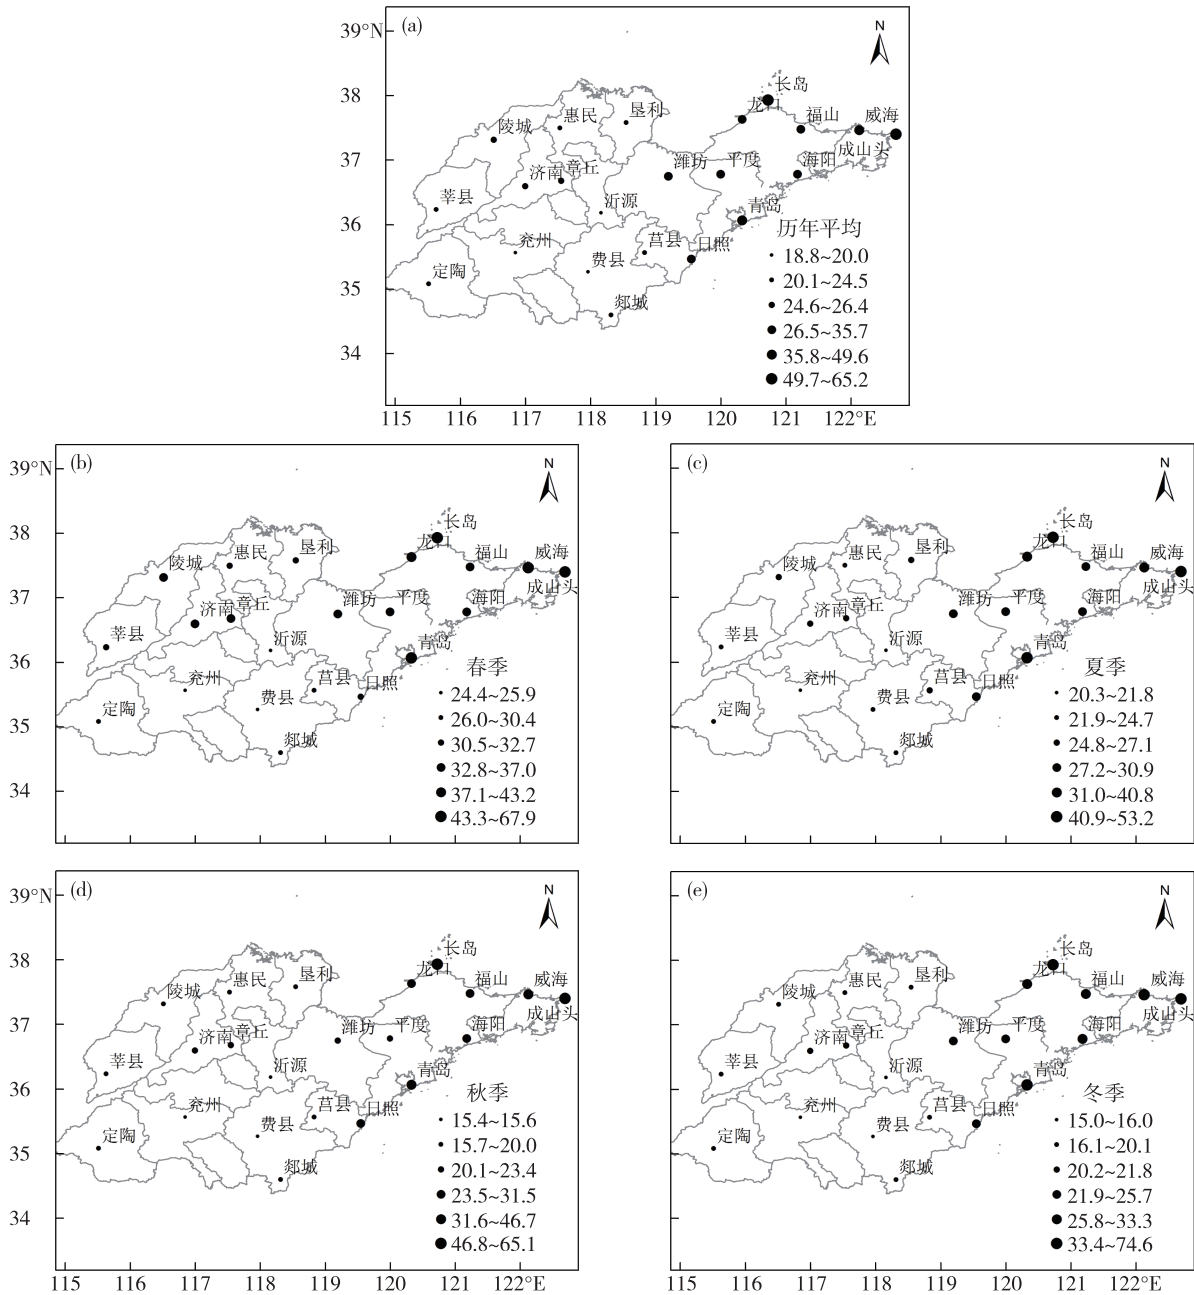 (a)
N
39°N
38
37
36
35
34
长岛
龙口
福山
威海
成山头
惠民
垦利
陵城
济南
章丘
潍坊
平度
海阳
莘县
沂源
青岛
兖州
莒县
日照
定陶
费县
郯城
历年平均
18.8~20.0
20.1~24.5
24.6~26.4
26.5~35.7
35.8~49.6
49.7~65.2
115 116 117 118 119 120 121 122°E
(b)
N
39°N
38
37
36
35
34
长岛
龙口
福山
威海
成山头
惠民
垦利
陵城
济南
章丘
潍坊
平度
海阳
莘县
沂源
青岛
兖州
莒县
日照
定陶
费县
郯城
春季
24.4~25.9
26.0~30.4
30.5~32.7
32.8~37.0
37.1~43.2
43.3~67.9
(c)
N
长岛
龙口
福山
威海
成山头
惠民
垦利
陵城
济南
章丘
潍坊
平度
海阳
莘县
沂源
青岛
兖州
莒县
日照
定陶
费县
郯城
夏季
20.3~21.8
21.9~24.7
24.8~27.1
27.2~30.9
31.0~40.8
40.9~53.2
(d)
N
39°N
38
37
36
35
34
长岛
龙口
福山
威海
成山头
惠民
垦利
陵城
济南
章丘
潍坊
平度
海阳
莘县
沂源
青岛
兖州
莒县
日照
定陶
费县
郯城
秋季
15.4~15.6
15.7~20.0
20.1~23.4
23.5~31.5
31.6~46.7
46.8~65.1
115 116 117 118 119 120 121 122°E
(e)
N
长岛
龙口
福山
威海
成山头
惠民
垦利
陵城
济南
章丘
潍坊
平度
海阳
莘县
沂源
青岛
兖州
莒县
日照
定陶
费县
郯城
冬季
15.0~16.0
16.1~20.1
20.2~21.8
21.9~25.7
25.8~33.3
33.4~74.6
115 116 117 118 119 120 121 122°E